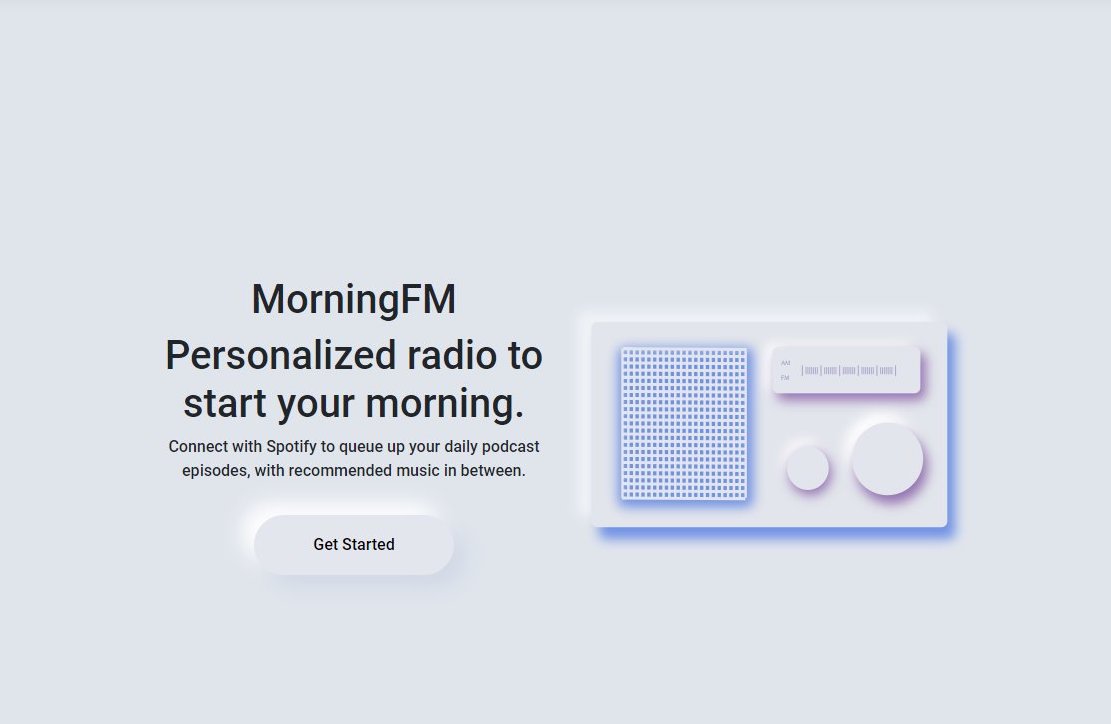 MorningFM
Personalized radio to
start your morning.
Connect with Spotify to queue up your daily podcast
episodes, with recommended music in between.
Get Started
AM
FM